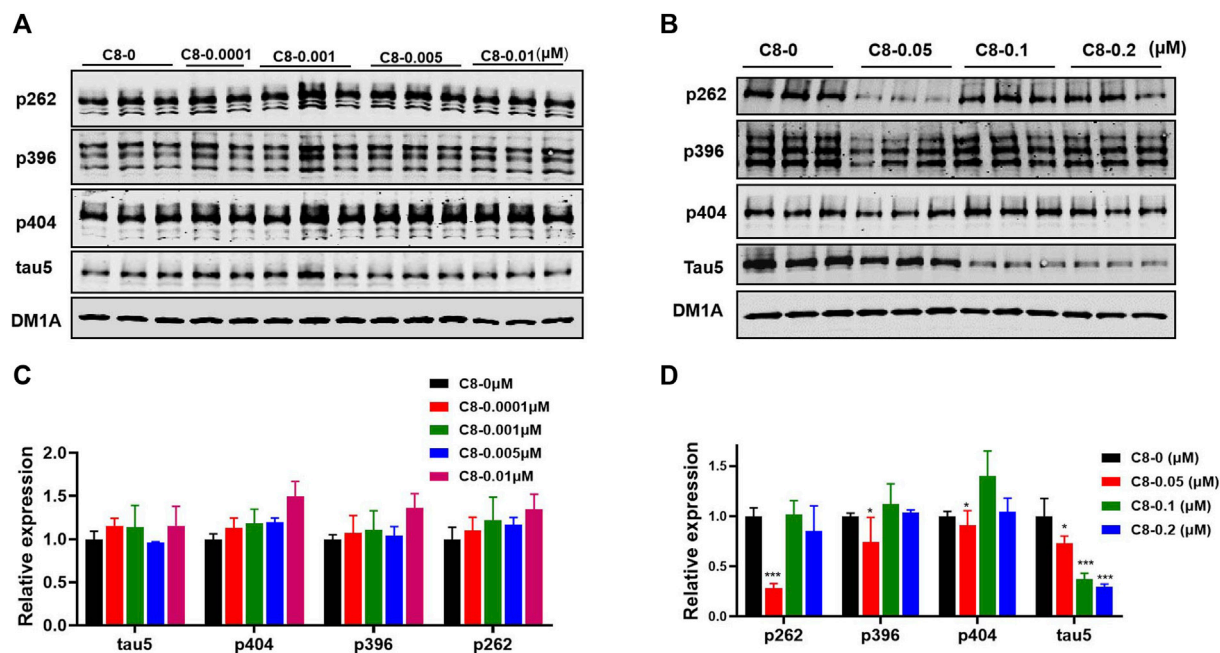 A
C8-0 C8-0.0001 C8-0.001 C8-0.005 C8-0.01(μM)
p262
p396
p404
tau5
DM1A
B
C8-0 C8-0.05 C8-0.1 C8-0.2 (μM)
p262
p396
p404
Tau5
DM1A
C
C8-0μM
C8-0.0001μM
C8-0.001μM
C8-0.005μM
C8-0.01μM
Relative expression
2.0
1.5
1.0
0.5
0.0
tau5 p404 p396 p262
D
C8-0 (μM)
C8-0.05 (μM)
C8-0.1 (μM)
C8-0.2 (μM)
Relative expression
1.5
1.0
0.5
0.0
*** * * * *** ***
p262 p396 p404 tau5